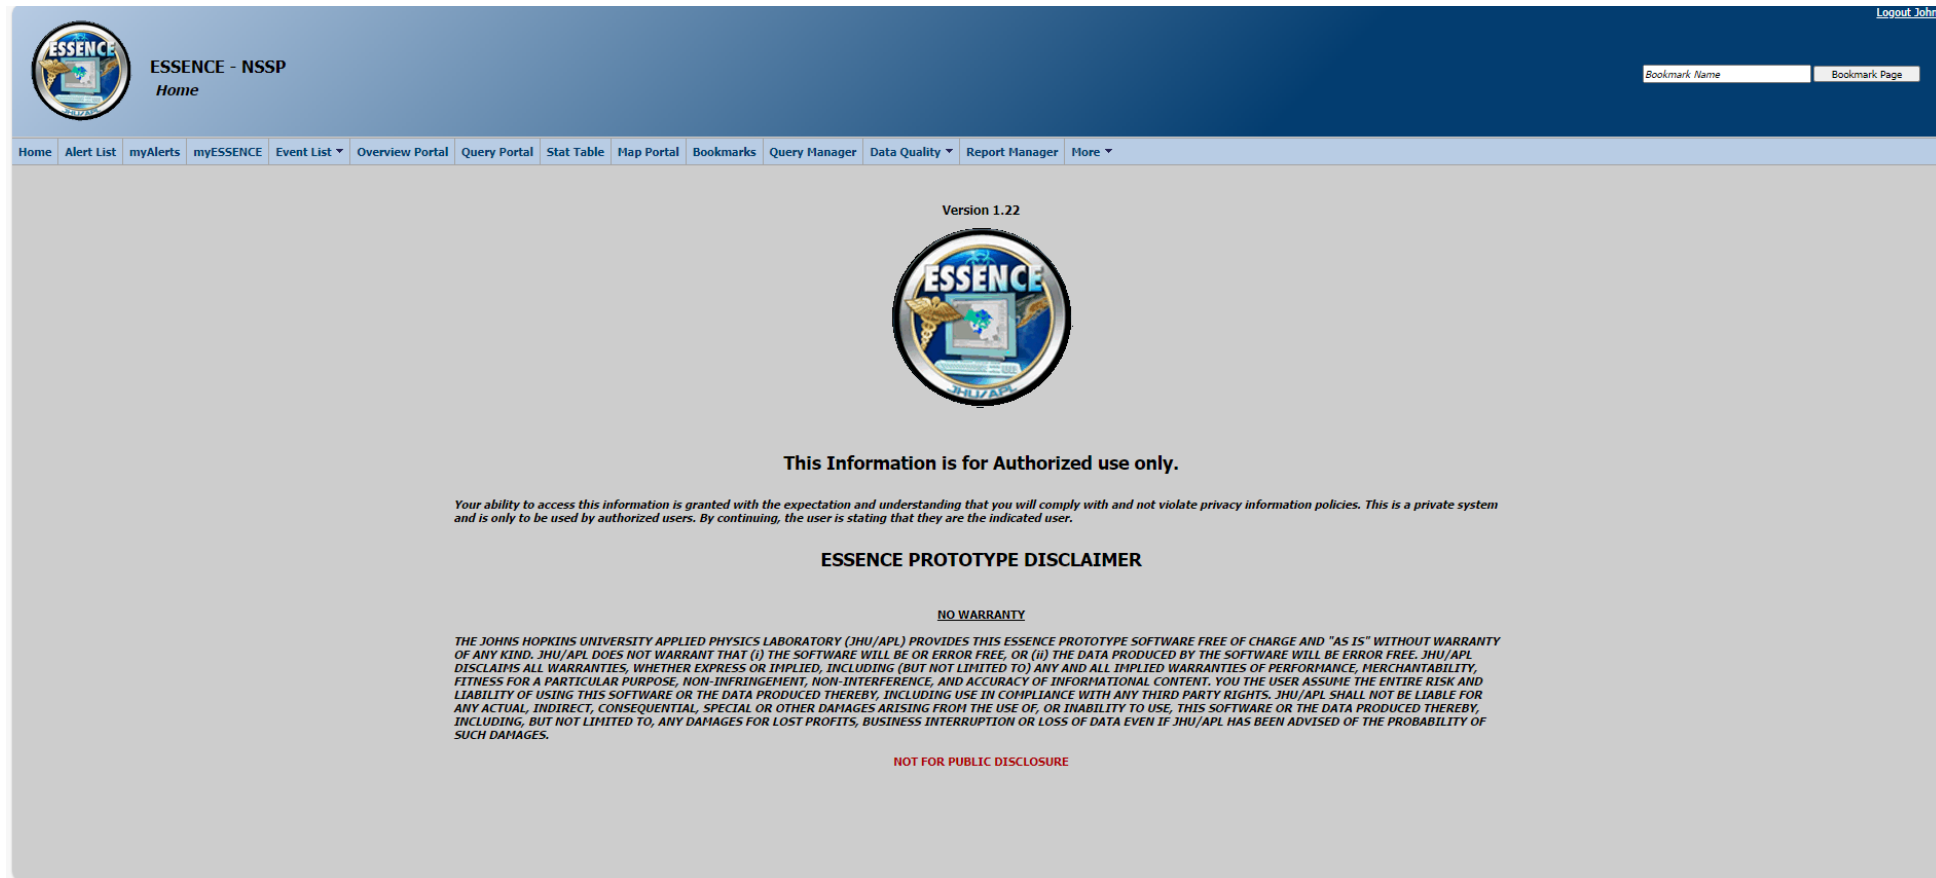 Logout John
ESSENCE
JHU/APL
ESSENCE - NSSP
Home
Bookmark Name
Bookmark Page
Home Alert List myAlerts myESSENCE Event List Overview Portal Query Portal Stat Table Map Portal Bookmarks Query Manager Data Quality Report Manager More
Version 1.22
ESSENCE
JHU/APL
This Information is for Authorized use only.
Your ability to access this information is granted with the expectation and understanding that you will comply with and not violate privacy information policies. This is a private system
and is only to be used by authorized users. By continuing, the user is stating that they are the indicated user.
ESSENCE PROTOTYPE DISCLAIMER
NO WARRANTY
THE JOHNS HOPKINS UNIVERSITY APPLIED PHYSICS LABORATORY (JHU/APL) PROVIDES THIS ESSENCE PROTOTYPE SOFTWARE FREE OF CHARGE AND "AS IS" WITHOUT WARRANTY
OF ANY KIND. JHU/APL DOES NOT WARRANT THAT (i) THE SOFTWARE WILL BE OR ERROR FREE, OR (ii) THE DATA PRODUCED BY THE SOFTWARE WILL BE ERROR FREE. JHU/APL
DISCLAIMS ALL WARRANTIES, WHETHER EXPRESS OR IMPLIED, INCLUDING (BUT NOT LIMITED TO) ANY AND ALL IMPLIED WARRANTIES OF PERFORMANCE, MERCHANTABILITY,
FITNESS FOR A PARTICULAR PURPOSE, NON-INFRINGEMENT, NON-INTERFERENCE, AND ACCURACY OF INFORMATIONAL CONTENT. YOU THE USER ASSUME THE ENTIRE RISK AND
LIABILITY OF USING THIS SOFTWARE OR THE DATA PRODUCED THEREBY, INCLUDING USE IN COMPLIANCE WITH ANY THIRD PARTY RIGHTS. JHU/APL SHALL NOT BE LIABLE FOR
ANY ACTUAL, INDIRECT, CONSEQUENTIAL, SPECIAL OR OTHER DAMAGES ARISING FROM THE USE OF, OR INABILITY TO USE, THIS SOFTWARE OR THE DATA PRODUCED THEREBY,
INCLUDING, BUT NOT LIMITED TO, ANY DAMAGES FOR LOST PROFITS, BUSINESS INTERRUPTION OR LOSS OF DATA EVEN IF JHU/APL HAS BEEN ADVISED OF THE PROBABILITY OF
SUCH DAMAGES.
NOT FOR PUBLIC DISCLOSURE